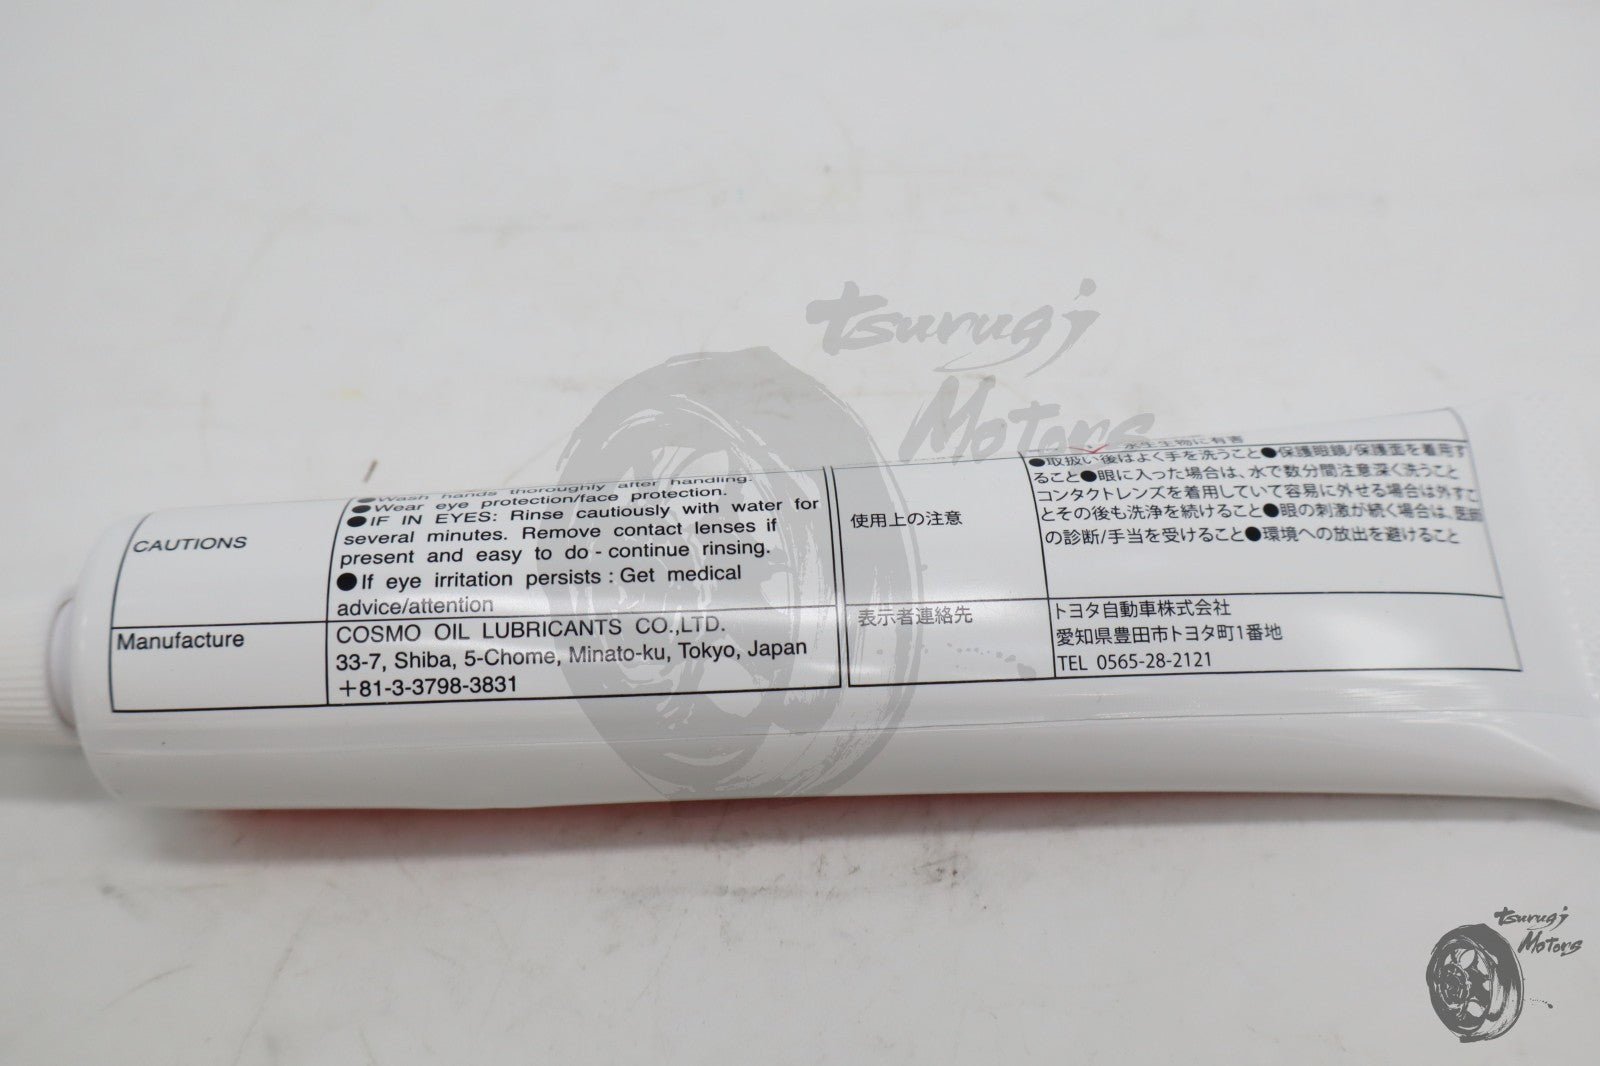 CAUTIONS
●Wash hands thoroughly after handling.
●Wear eye protection/face protection.
●IF IN EYES: Rinse cautiously with water for
several minutes. Remove contact lenses if
present and easy to do - continue rinsing.
●If eye irritation persists : Get medical
advice/attention
Manufacture
COSMO OIL LUBRICANTS CO.,LTD.
33-7, Shiba, 5-Chome, Minato-ku, Tokyo, Japan
+81-3-3798-3831
水生生物に有害
使用上の注意
●取扱い後はよく手を洗うこと●保護眼鏡/保護面を着用す
ること●眼に入った場合は、水で数分間注意深く洗うこと
コンタクトレンズを着用していて容易に外せる場合は外すこ
とその後も洗浄を続けること●眼の刺激が続く場合は、医師
の診断/手当を受けること●環境への放出を避けること
表示者連絡先
トヨタ自動車株式会社
愛知県豊田市トヨタ町1番地
TEL 0565-28-2121
tsurugi
Motors
tsurugi
Motors